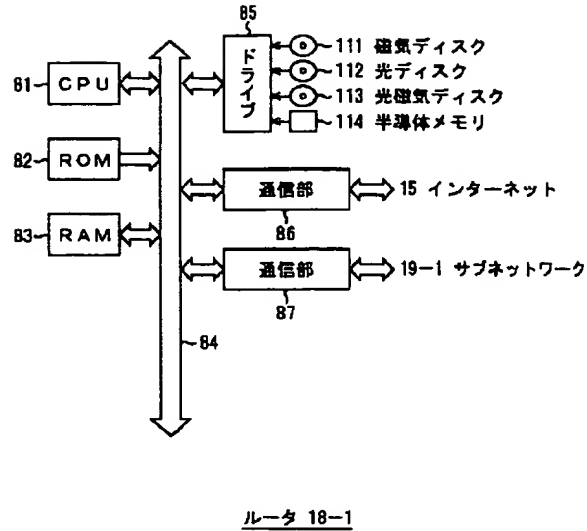 85
ドライブ
111 磁気ディスク
112 光ディスク
113 光磁気ディスク
114 半導体メモリ
81 CPU
82 ROM
83 RAM
通信部
86
15 インターネット
通信部
87
19-1 サブネットワーク
84
ルータ 18-1